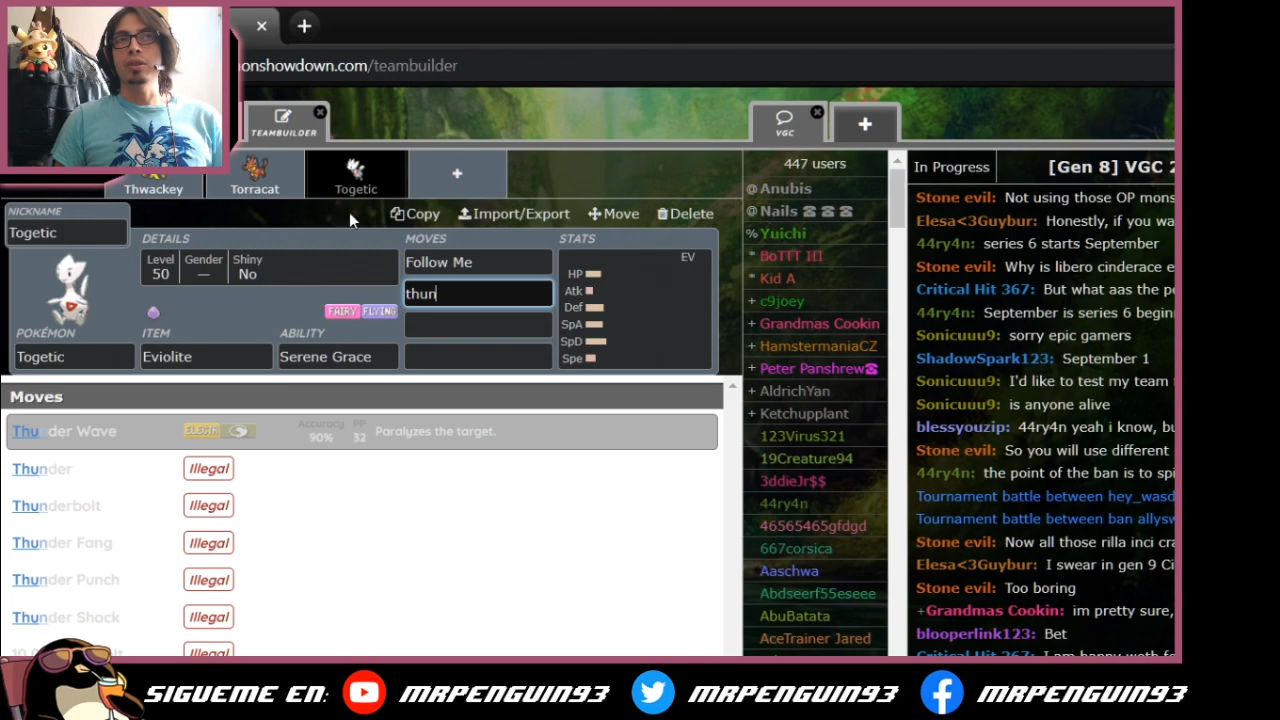 onshowdown.com/teambuilder
TEAMBUILDER
VGC
Thwackey
Torracat
Togetic
447 users
In Progress
[Gen 8] VGC 2
Copy
Import/Export
Move
Delete
NICKNAME
Togetic
DETAILS
Level
50
Gender
—
Shiny
No
FAIRY
FLYING
POKÉMON
Togetic
ITEM
Eviolite
ABILITY
Serene Grace
MOVES
Follow Me
thun
STATS
EV
HP
Atk
Def
SpA
SpD
Spe
Moves
Thunder Wave ELECTR Accuracy 90% PP 32 Paralyzes the target.
Thunder Illegal
Thunderbolt Illegal
Thunder Fang Illegal
Thunder Punch Illegal
Thunder Shock Illegal
Illegal
@Anubis
@Nails ☎ ☎ ☎
%Yuichi
* BoTTT III
* Kid A
+ c9joey
+ Grandmas Cookin
+ HamstermaniaCZ
+ Peter Panshrew☎
+ AldrichYan
+ Ketchupplant
123Virus321
19Creature94
3ddieJr$$
44ry4n
46565465gfdgd
667corsica
Aaschwa
Abdseerf55eseee
AbuBatata
AceTrainer Jared
Stone evil: Not using those OP mons
Elesa<3Guybur: Honestly, if you wa
44ry4n: series 6 starts September
Stone evil: Why is libero cinderace e
Critical Hit 367: But what aas the p
44ry4n: September is series 6 begin
Sonicuuu9: sorry epic gamers
ShadowSpark123: September 1
Sonicuuu9: I'd like to test my team
Sonicuuu9: is anyone alive
blessyouzip: 44ry4n yeah i know, bu
Stone evil: So you will use different
44ry4n: the point of the ban is to spi
Tournament battle between hey_wasd
Tournament battle between ban allysw
Stone evil: Now all those rilla inci cra
Elesa<3Guybur: I swear in gen 9 Ci
Stone evil: Too boring
+Grandmas Cookin: im pretty sure,
blooperlink123: Bet
SIGUEME EN: MRPENGUIN93 MRPENGUIN93 MRPENGUIN93